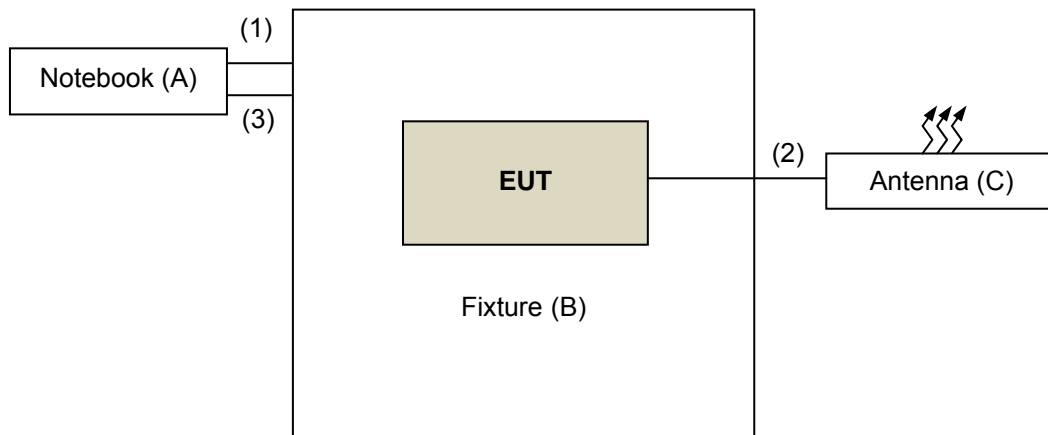 (1)
Notebook (A)
(3)
EUT
(2)
Antenna (C)
Fixture (B)